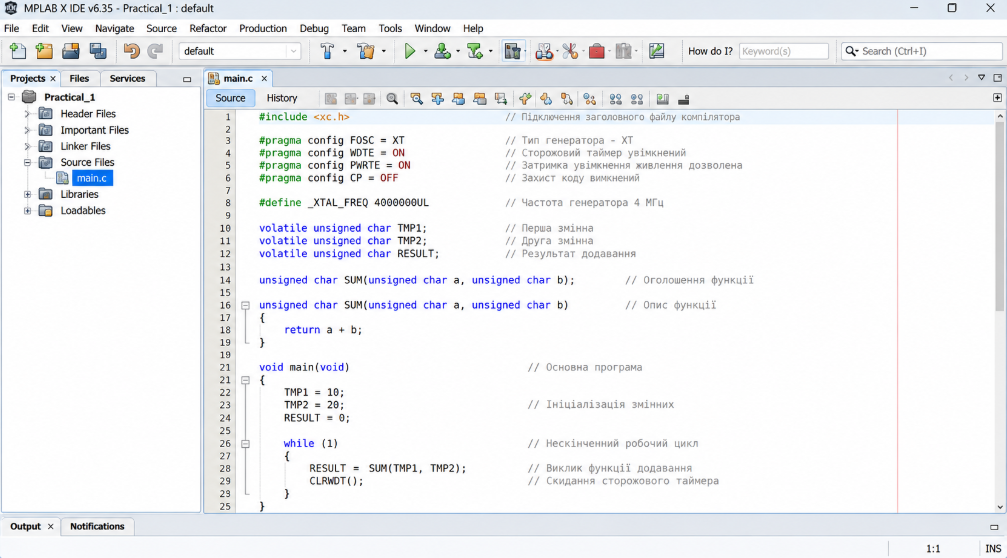 MPLAB X IDE v6.35 - Practical_1 : default
File Edit View Navigate Source Refactor Production Debug Team Tools Window Help
default How do I? Keyword(s) Search (Ctrl+I)
Projects × Files Services
main.c ×
Source History
Practical_1
Header Files
Important Files
Linker Files
Source Files
main.c
Libraries
Loadables
1 #include <xc.h> // Підключення заголовного файлу компілятора
2
3 #pragma config FOSC = XT // Тип генератора - XT
4 #pragma config WDTE = ON // Сторожовий таймер увімкнений
5 #pragma config PWRTE = ON // Затримка увімкнення живлення дозволена
6 #pragma config CP = OFF // Захист коду вимкнений
7
8 #define _XTAL_FREQ 4000000UL // Частота генератора 4 МГц
9
10 volatile unsigned char TMP1; // Перша змінна
11 volatile unsigned char TMP2; // Друга змінна
12 volatile unsigned char RESULT; // Результат додавання
13
14 unsigned char SUM(unsigned char a, unsigned char b); // Оголошення функції
15
16 unsigned char SUM(unsigned char a, unsigned char b) // Опис функції
17 {
18 return a + b;
19 }
19
21 void main(void) // Основна програма
21 {
22 TMP1 = 10;
23 TMP2 = 20; // Ініціалізація змінних
24 RESULT = 0;
25
26 while (1) // Нескінченний робочий цикл
27 {
28 RESULT = SUM(TMP1, TMP2); // Виклик функції додавання
29 CLRWDT(); // Скидання сторожового таймера
29 }
25 }
Output × Notifications
1:1 INS